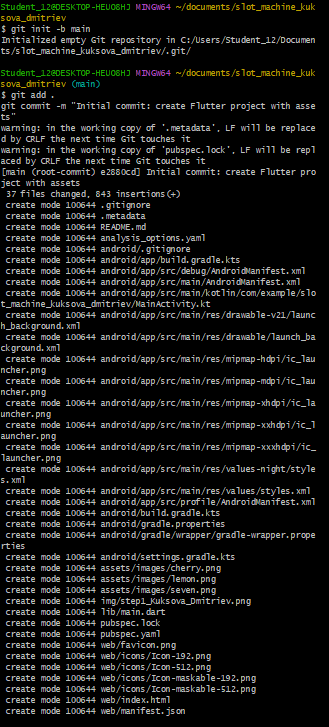 Student_12@DESKTOP-HEUO8HJ MINGW64 ~/documents/slot_machine_kuk
sova_dmitriev
$ git init -b main
Initialized empty Git repository in C:/Users/Student_12/Documen
ts/slot_machine_kuksova_dmitriev/.git/

Student_12@DESKTOP-HEUO8HJ MINGW64 ~/documents/slot_machine_kuk
sova_dmitriev (main)
$ git add .
git commit -m "Initial commit: create Flutter project with asse
ts"
warning: in the working copy of '.metadata', LF will be replace
d by CRLF the next time Git touches it
warning: in the working copy of 'pubspec.lock', LF will be repl
aced by CRLF the next time Git touches it
[main (root-commit) e2880cd] Initial commit: create Flutter pro
ject with assets
 37 files changed, 843 insertions(+)
 create mode 100644 .gitignore
 create mode 100644 .metadata
 create mode 100644 README.md
 create mode 100644 analysis_options.yaml
 create mode 100644 android/.gitignore
 create mode 100644 android/app/build.gradle.kts
 create mode 100644 android/app/src/debug/AndroidManifest.xml
 create mode 100644 android/app/src/main/AndroidManifest.xml
 create mode 100644 android/app/src/main/kotlin/com/example/slo
t_machine_kuksova_dmitriev/MainActivity.kt
 create mode 100644 android/app/src/main/res/drawable-v21/launc
h_background.xml
 create mode 100644 android/app/src/main/res/drawable/launch_ba
ckground.xml
 create mode 100644 android/app/src/main/res/mipmap-hdpi/ic_lau
ncher.png
 create mode 100644 android/app/src/main/res/mipmap-mdpi/ic_lau
ncher.png
 create mode 100644 android/app/src/main/res/mipmap-xhdpi/ic_la
uncher.png
 create mode 100644 android/app/src/main/res/mipmap-xxhdpi/ic_l
auncher.png
 create mode 100644 android/app/src/main/res/mipmap-xxxhdpi/ic_
launcher.png
 create mode 100644 android/app/src/main/res/values-night/style
s.xml
 create mode 100644 android/app/src/main/res/values/styles.xml
 create mode 100644 android/app/src/profile/AndroidManifest.xml
 create mode 100644 android/build.gradle.kts
 create mode 100644 android/gradle.properties
 create mode 100644 android/gradle/wrapper/gradle-wrapper.prope
rties
 create mode 100644 android/settings.gradle.kts
 create mode 100644 assets/images/cherry.png
 create mode 100644 assets/images/lemon.png
 create mode 100644 assets/images/seven.png
 create mode 100644 img/step1_Kuksova_Dmitriev.png
 create mode 100644 lib/main.dart
 create mode 100644 pubspec.lock
 create mode 100644 pubspec.yaml
 create mode 100644 web/favicon.png
 create mode 100644 web/icons/Icon-192.png
 create mode 100644 web/icons/Icon-512.png
 create mode 100644 web/icons/Icon-maskable-192.png
 create mode 100644 web/icons/Icon-maskable-512.png
 create mode 100644 web/index.html
 create mode 100644 web/manifest.json